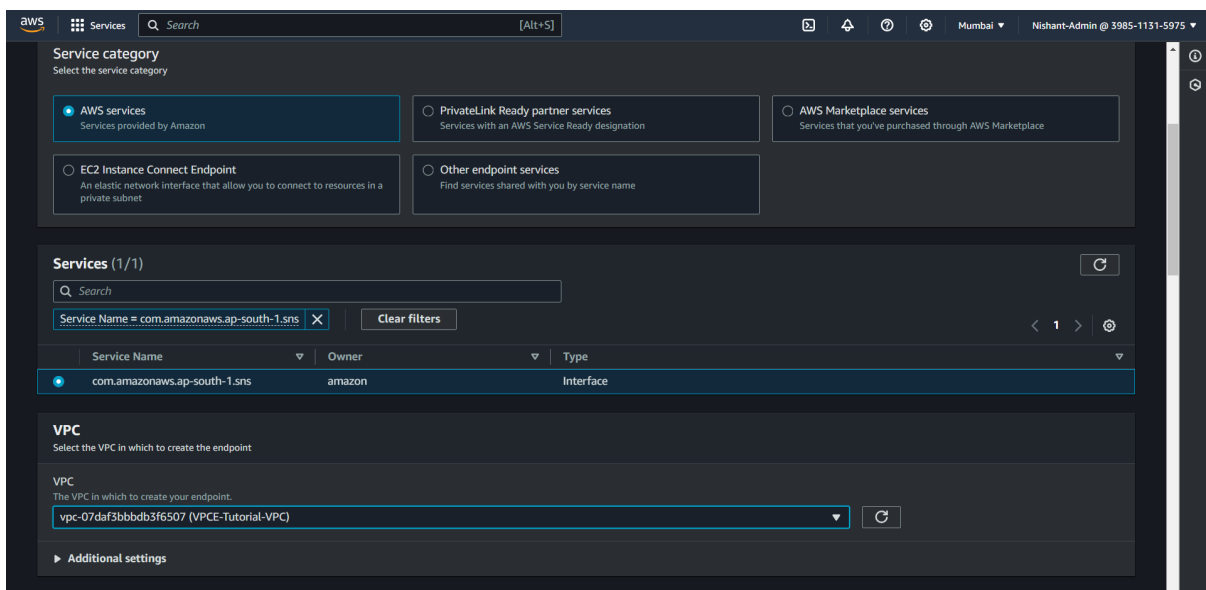 aws Services Search [Alt+S] Mumbai Nishant-Admin @ 3985-1131-5975
Service category
Select the service category
AWS services
Services provided by Amazon
PrivateLink Ready partner services
Services with an AWS Service Ready designation
AWS Marketplace services
Services that you've purchased through AWS Marketplace
EC2 Instance Connect Endpoint
An elastic network interface that allow you to connect to resources in a
private subnet
Other endpoint services
Find services shared with you by service name
Services (1/1)
Search
Service Name = com.amazonaws.ap-south-1.sns Clear filters
1
Service Name Owner Type
com.amazonaws.ap-south-1.sns amazon Interface
VPC
Select the VPC in which to create the endpoint
VPC
The VPC in which to create your endpoint.
vpc-07daf3bbbdb3f6507 (VPCE-Tutorial-VPC)
Additional settings